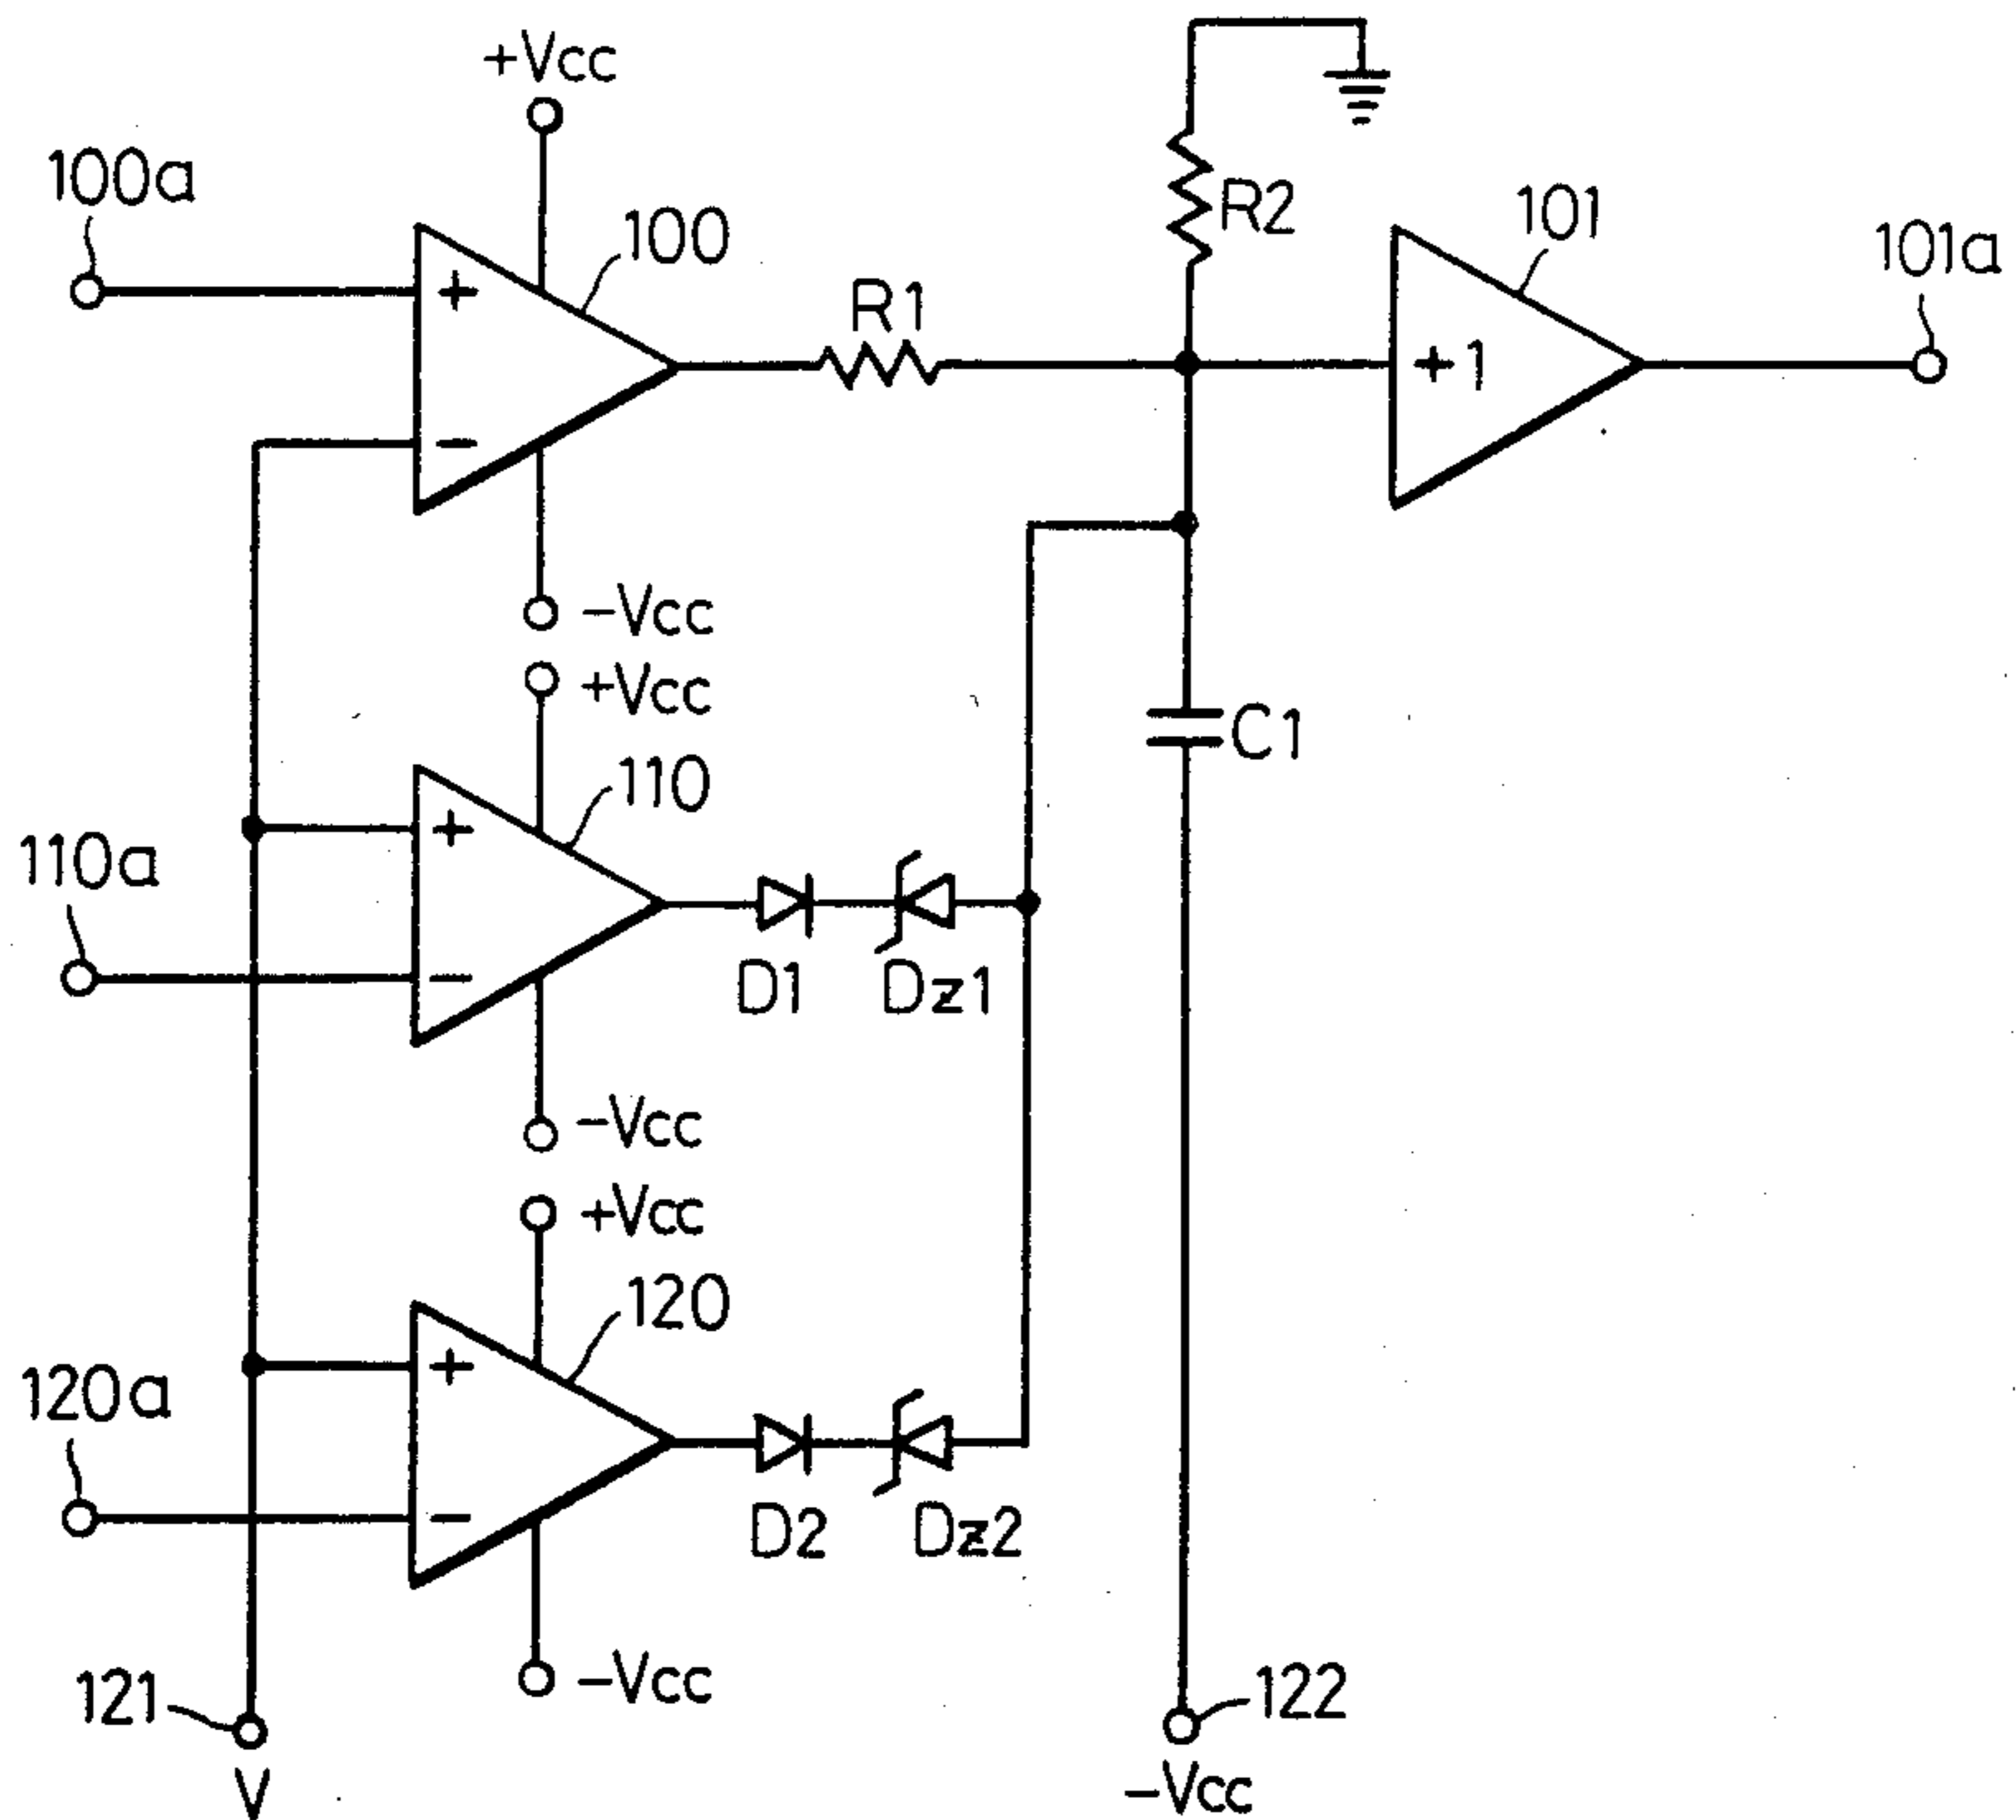 +Vcc
100a
100
R2
101
101a
R1
+
+1
−
−Vcc
+Vcc
C1
110
+
110a
−
D1
Dz1
−Vcc
+Vcc
120
+
120a
−
D2
Dz2
−Vcc
121
122
V
−Vcc